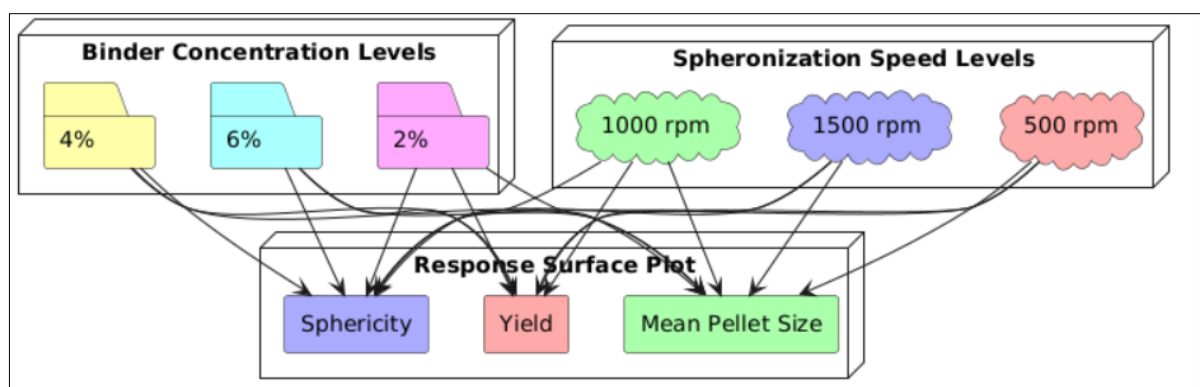 Binder Concentration Levels
Spheronization Speed Levels
4%
6%
2%
1000 rpm
1500 rpm
500 rpm
Response Surface Plot
Sphericity
Yield
Mean Pellet Size